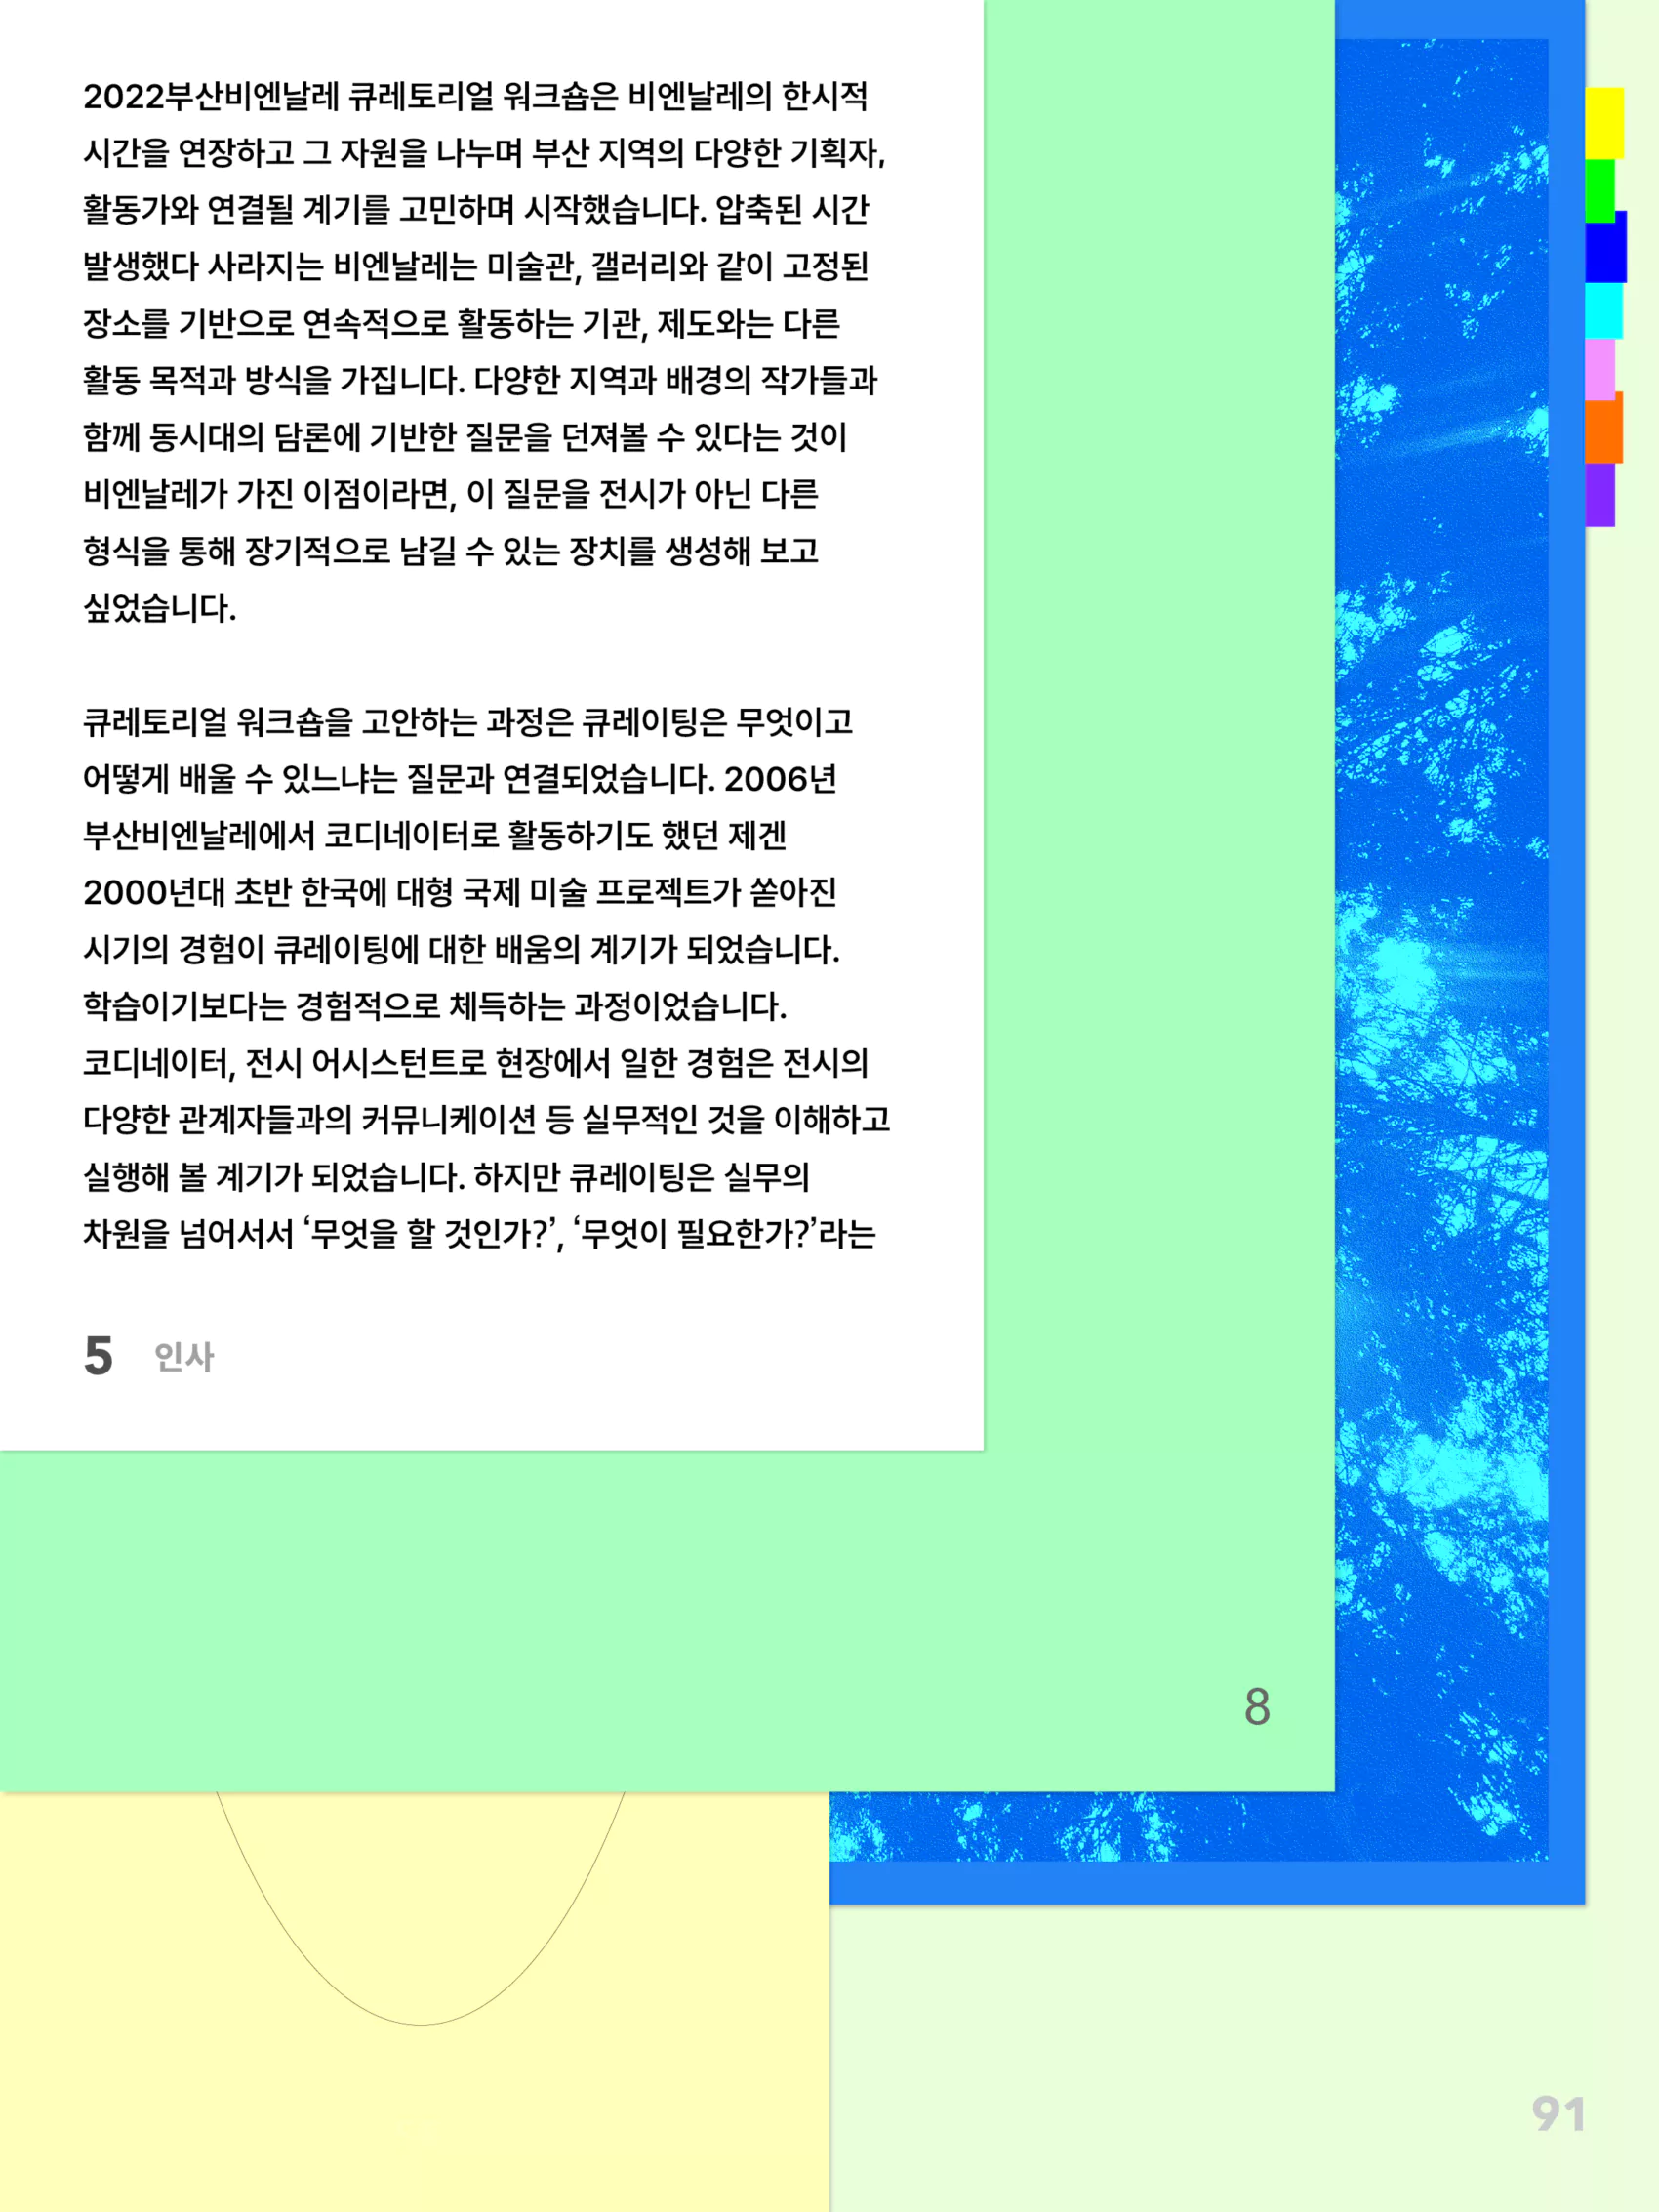 2022부산비엔날레 큐레토리얼 워크숍은 비엔날레의 한시적
시간을 연장하고 그 자원을 나누며 부산 지역의 다양한 기획자,
활동가와 연결될 계기를 고민하며 시작했습니다. 압축된 시간
발생했다 사라지는 비엔날레는 미술관, 갤러리와 같이 고정된
장소를 기반으로 연속적으로 활동하는 기관, 제도와는 다른
활동 목적과 방식을 가집니다. 다양한 지역과 배경의 작가들과
함께 동시대의 담론에 기반한 질문을 던져볼 수 있다는 것이
비엔날레가 가진 이점이라면, 이 질문을 전시가 아닌 다른
형식을 통해 장기적으로 남길 수 있는 장치를 생성해 보고
싶었습니다.
큐레토리얼 워크숍을 고안하는 과정은 큐레이팅은 무엇이고
어떻게 배울 수 있느냐는 질문과 연결되었습니다. 2006년
부산비엔날레에서 코디네이터로 활동하기도 했던 제겐
2000년대 초반 한국에 대형 국제 미술 프로젝트가 쏟아진
시기의 경험이 큐레이팅에 대한 배움의 계기가 되었습니다.
학습이기보다는 경험적으로 체득하는 과정이었습니다.
코디네이터, 전시 어시스턴트로 현장에서 일한 경험은 전시의
다양한 관계자들과의 커뮤니케이션 등 실무적인 것을 이해하고
실행해 볼 계기가 되었습니다. 하지만 큐레이팅은 실무의
차원을 넘어서서 ‘무엇을 할 것인가?’, ‘무엇이 필요한가?’라는
5 인사
8
91